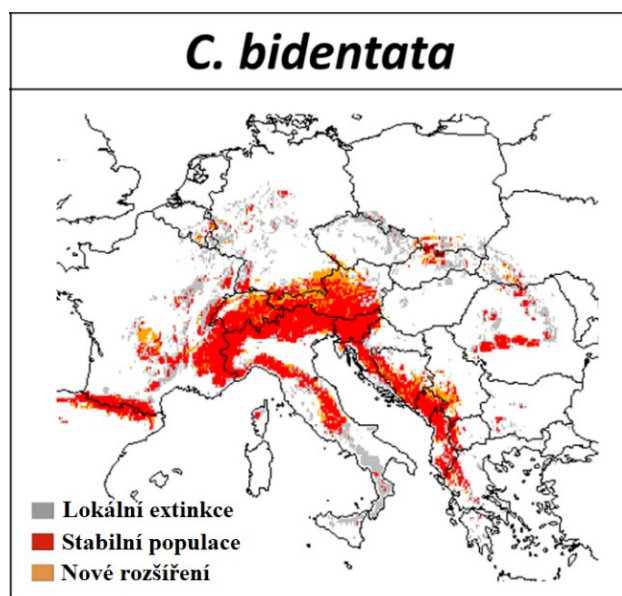 C. bidentata
Lokální extinkce
Stabilní populace
Nové rozšíření